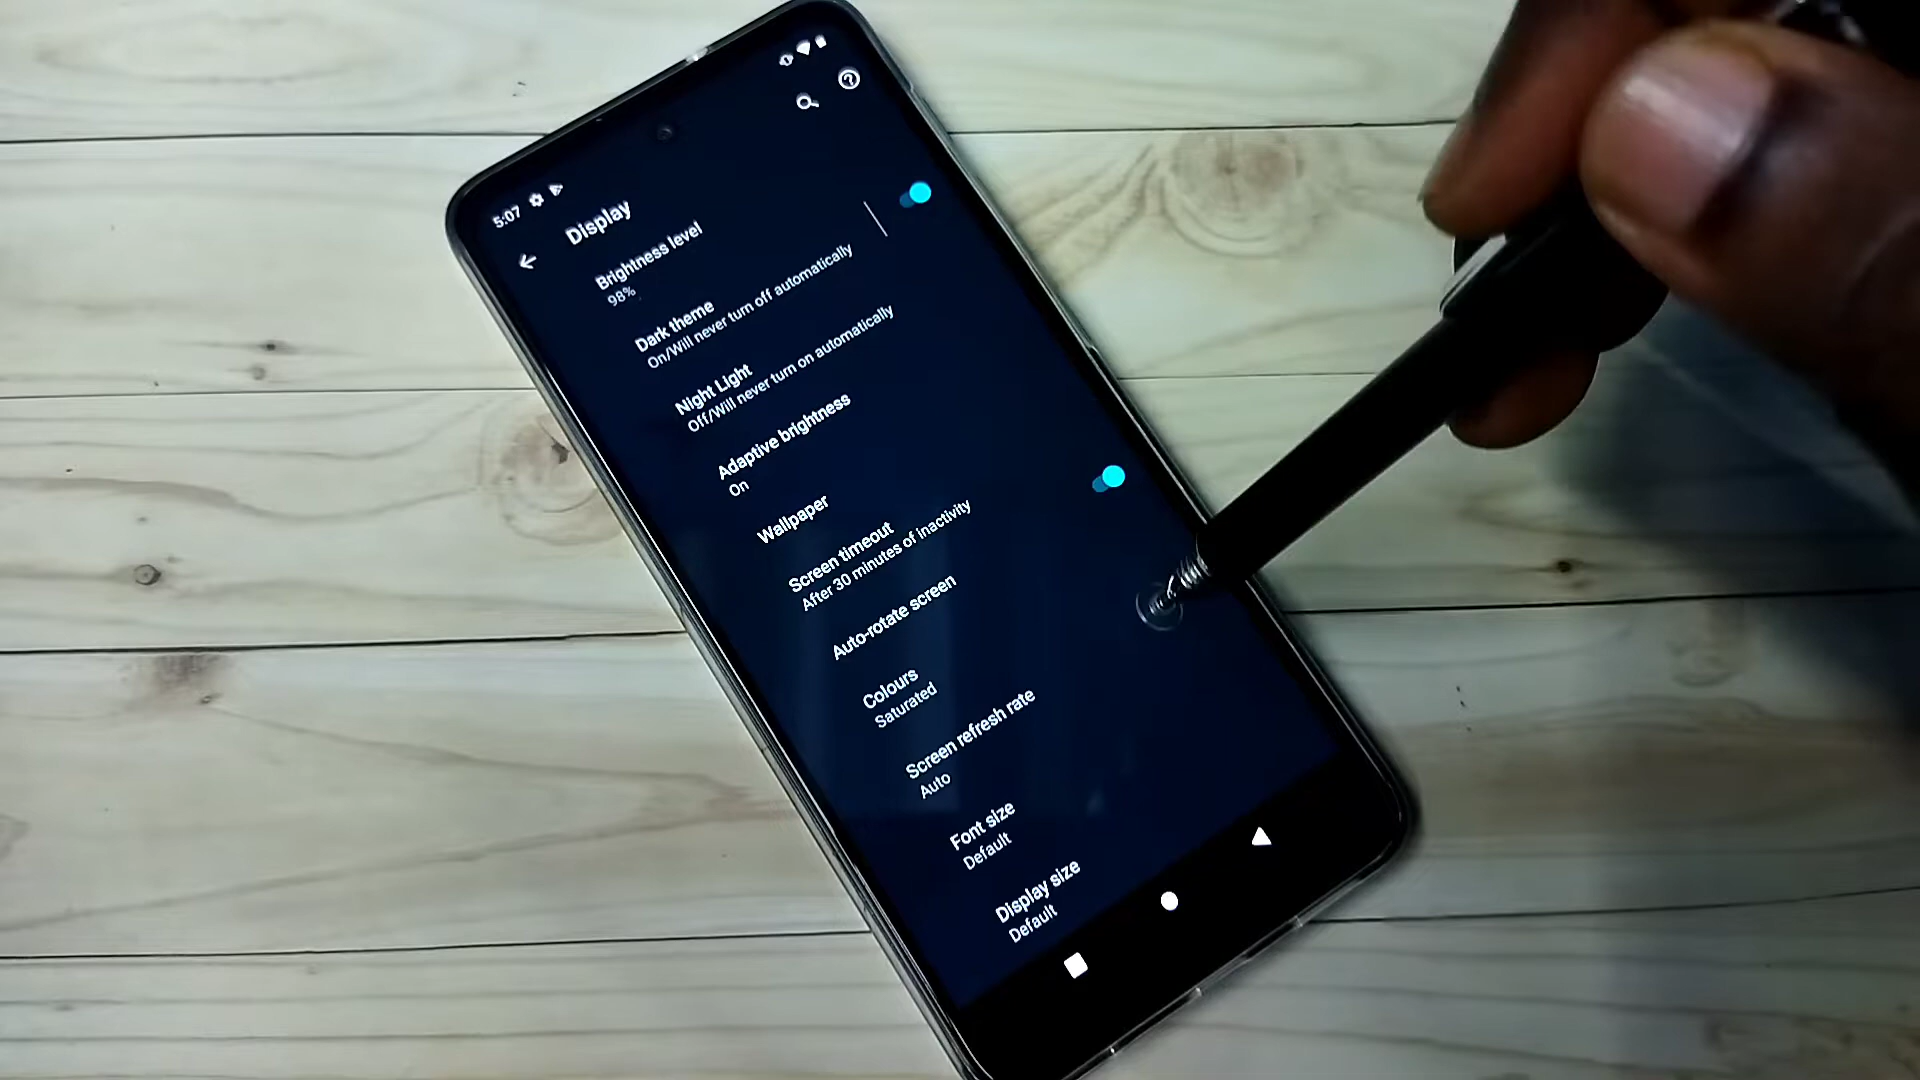 5:07
Display
Brightness level
98%
Dark theme
On/Will never turn off automatically
Night Light
Off/Will never turn on automatically
Adaptive brightness
On
Wallpaper
Screen timeout
After 30 minutes of inactivity
Auto-rotate screen
Colours
Saturated
Screen refresh rate
Auto
Font size
Default
Display size
Default